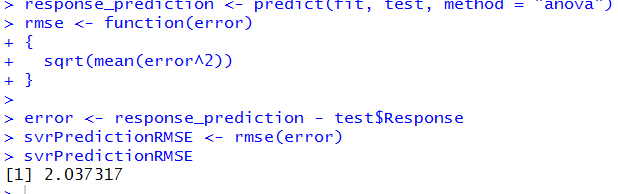 > response_prediction <- predict(fit, test, method = "anova")
> rmse <- function(error)
+ {
+   sqrt(mean(error^2))
+ }
>
> error <- response_prediction - test$Response
> svrPredictionRMSE <- rmse(error)
> svrPredictionRMSE
[1] 2.037317
>